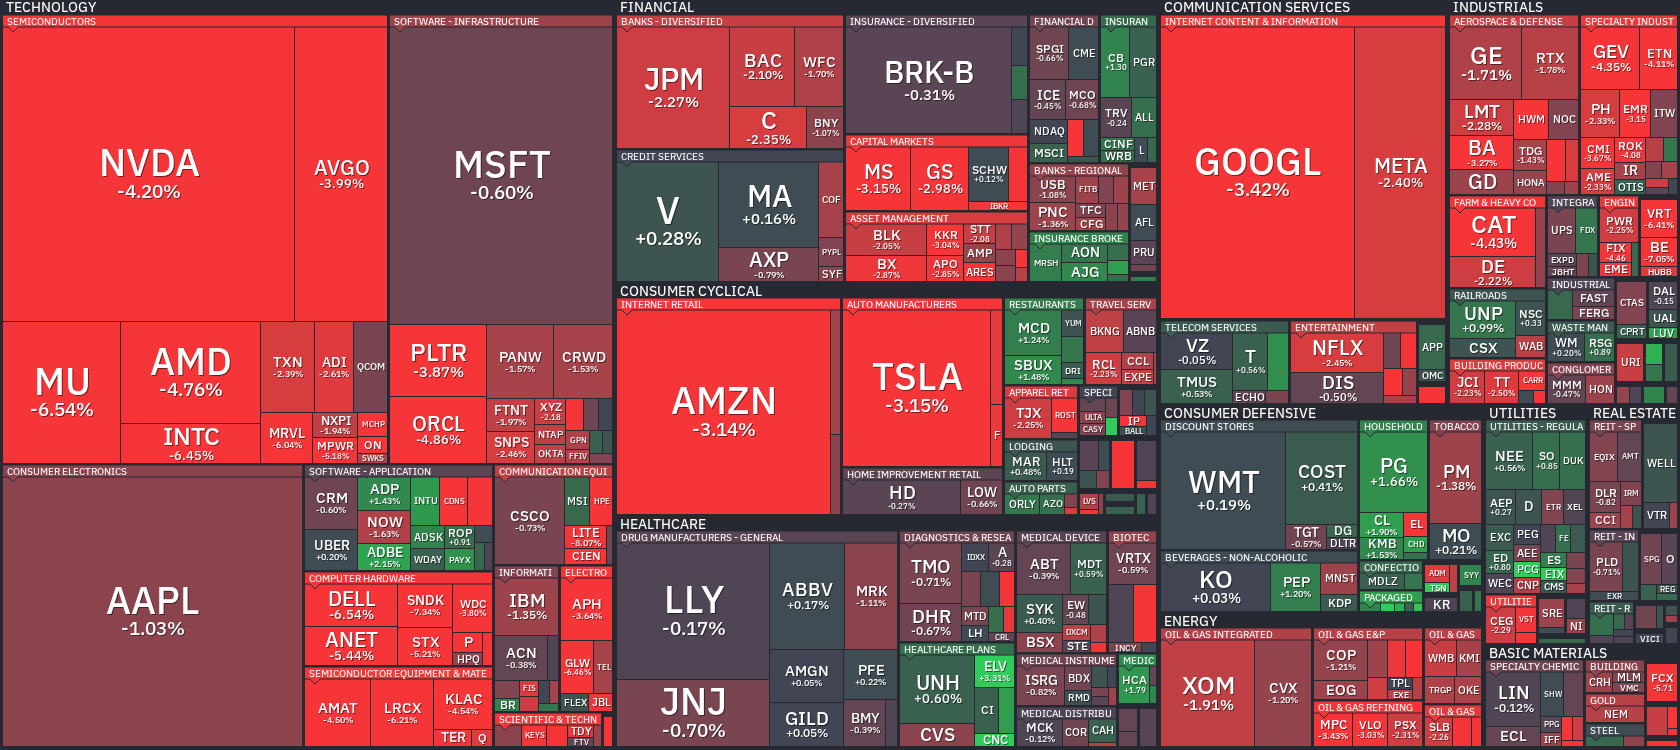 TECHNOLOGY
SEMICONDUCTORS
NVDA
-4.20%
AVGO
-3.99%
MU
-6.54%
AMD
-4.76%
INTC
-6.45%
TXN
-2.39%
ADI
-2.61%
QCOM
MRVL
-6.04%
NXPI
-1.94%
MCHP
MPWR
-5.18%
ON
SWKS
SOFTWARE - INFRASTRUCTURE
MSFT
-0.60%
PLTR
-3.87%
PANW
-1.57%
CRWD
-1.53%
ORCL
-4.86%
FTNT
-1.97%
XYZ
-2.18
SNPS
-2.46%
NTAP
GPN
OKTA
FFIV
CONSUMER ELECTRONICS
AAPL
-1.03%
SOFTWARE - APPLICATION
CRM
-0.60%
ADP
+1.43%
INTU
CDNS
NOW
-1.63%
UBER
+0.20%
ADBE
+2.15%
ADSK
ROP
+0.91
WDAY
PAYX
COMMUNICATION EQUI
CSCO
-0.73%
MSI
HPE
LITE
-8.07%
CIEN
COMPUTER HARDWARE
DELL
-6.54%
SNDK
-7.34%
WDC
-3.80%
ANET
-5.44%
STX
-5.21%
P
HPQ
INFORMATI
IBM
-1.35%
ACN
-0.38%
FIS
BR
ELECTRO
APH
-3.64%
GLW
-6.46%
TEL
FLEX
JBL
SEMICONDUCTOR EQUIPMENT & MATE
AMAT
-4.50%
LRCX
-6.21%
KLAC
-4.54%
TER
Q
SCIENTIFIC & TECHN
KEYS
TDY
FTV
FINANCIAL
BANKS - DIVERSIFIED
JPM
-2.27%
BAC
-2.10%
WFC
-1.70%
C
-2.35%
BNY
-1.07%
CREDIT SERVICES
V
+0.28%
MA
+0.16%
COF
AXP
-0.79%
PYPL
SYF
INSURANCE - DIVERSIFIED
BRK-B
-0.31%
CAPITAL MARKETS
MS
-3.15%
GS
-2.98%
SCHW
+0.12%
IBKR
ASSET MANAGEMENT
BLK
-2.05%
KKR
-3.04%
STT
-2.08
BX
-2.87%
APO
-2.85%
AMP
ARES
FINANCIAL D
SPGI
-0.66%
CME
ICE
-0.45%
MCO
-0.68%
NDAQ
MSCI
INSURAN
CB
+1.30
PGR
TRV
-0.24
ALL
CINF
WRB
L
BANKS - REGIONAL
USB
-1.08%
FITB
PNC
-1.36%
TFC
CFG
MET
AFL
PRU
INSURANCE BROKE
MRSH
AON
AJG
CONSUMER CYCLICAL
INTERNET RETAIL
AMZN
-3.14%
AUTO MANUFACTURERS
TSLA
-3.15%
F
HOME IMPROVEMENT RETAIL
HD
-0.27%
LOW
-0.66%
RESTAURANTS
MCD
+1.24%
YUM
SBUX
+1.48%
DRI
TRAVEL SERV
BKNG
ABNB
RCL
-2.23%
CCL
EXPE
APPAREL RET
TJX
-2.25%
ROST
SPECI
ULTA
CASY
IP
BALL
LODGING
MAR
+0.48%
HLT
+0.19
AUTO PARTS
ORLY
AZO
LVS
HEALTHCARE
DRUG MANUFACTURERS - GENERAL
LLY
-0.17%
JNJ
-0.70%
ABBV
+0.17%
MRK
-1.11%
AMGN
+0.05%
PFE
+0.22%
GILD
+0.05%
BMY
-0.39%
DIAGNOSTICS & RESEA
TMO
-0.71%
IDXX
A
-0.28
DHR
-0.67%
MTD
LH
CRL
HEALTHCARE PLANS
UNH
+0.60%
ELV
+3.31%
CI
CVS
CNC
MEDICAL DEVICE
ABT
-0.39%
MDT
+0.59%
SYK
+0.40%
EW
-0.48
DXCM
BSX
STE
BIOTEC
VRTX
-0.59%
INCY
MEDICAL INSTRUME
ISRG
-0.82%
BDX
RMD
MEDIC
HCA
+1.79
MEDICAL DISTRIBU
MCK
-0.12%
COR
CAH
COMMUNICATION SERVICES
INTERNET CONTENT & INFORMATION
GOOGL
-3.42%
META
-2.40%
TELECOM SERVICES
VZ
-0.05%
T
+0.56%
TMUS
+0.53%
ECHO
ENTERTAINMENT
NFLX
-2.45%
DIS
-0.50%
APP
OMC
INDUSTRIALS
AEROSPACE & DEFENSE
GE
-1.71%
RTX
-1.78%
LMT
-2.28%
HWM
NOC
BA
-3.27%
TDG
-1.43%
GD
HONA
SPECIALTY INDUST
GEV
-4.35%
ETN
-4.11%
PH
-2.33%
EMR
-3.15
ITW
CMI
-3.67%
ROK
-4.08
AME
-2.33%
IR
OTIS
FARM & HEAVY CO
CAT
-4.43%
DE
-2.22%
INTEGRA
UPS
FDX
EXPD
JBHT
ENGIN
PWR
-2.25%
FIX
-4.46
EME
VRT
-6.41%
BE
-7.05%
HUBB
RAILROADS
UNP
+0.99%
NSC
+0.33
CSX
WAB
INDUSTRIAL
FAST
FERG
CTAS
DAL
-0.15
UAL
CPRT
LUV
WASTE MAN
WM
+0.20%
RSG
+0.89
URI
BUILDING PRODUC
JCI
-2.23%
TT
-2.50%
CARR
CONGLOMER
MMM
-0.47%
HON
CONSUMER DEFENSIVE
DISCOUNT STORES
WMT
+0.19%
COST
+0.41%
TGT
-0.57%
DG
DLTR
HOUSEHOLD
PG
+1.66%
CL
+1.90%
EL
KMB
+1.53%
CHD
TOBACCO
PM
-1.38%
MO
+0.21%
BEVERAGES - NON-ALCOHOLIC
KO
+0.03%
PEP
+1.20%
MNST
KDP
CONFECTIO
MDLZ
PACKAGED
ADM
TSN
SYY
KR
ENERGY
OIL & GAS INTEGRATED
XOM
-1.91%
CVX
-1.20%
OIL & GAS E&P
COP
-1.21%
EOG
TPL
EXE
OIL & GAS REFINING
MPC
-3.43%
VLO
-3.03%
PSX
-2.31%
OIL & GAS
WMB
KMI
TRGP
OKE
OIL & GAS
SLB
-2.26
UTILITIES
UTILITIES - REGULA
NEE
+0.56%
SO
+0.85
DUK
AEP
+0.27
D
ETR
XEL
EXC
PEG
FE
ED
+0.80
AEE
ES
PCG
EIX
WEC
CNP
CMS
UTILITIE
CEG
-2.29
VST
SRE
NI
REAL ESTATE
REIT - SP
EQIX
AMT
DLR
-0.82
IRM
CCI
WELL
VTR
REIT - IN
PLD
-0.71%
EXR
SPG
O
REG
REIT - R
VICI
BASIC MATERIALS
SPECIALTY CHEMIC
LIN
-0.12%
SHW
ECL
PPG
IFF
BUILDING
CRH
MLM
VMC
FCX
-5.71
GOLD
NEM
STEEL